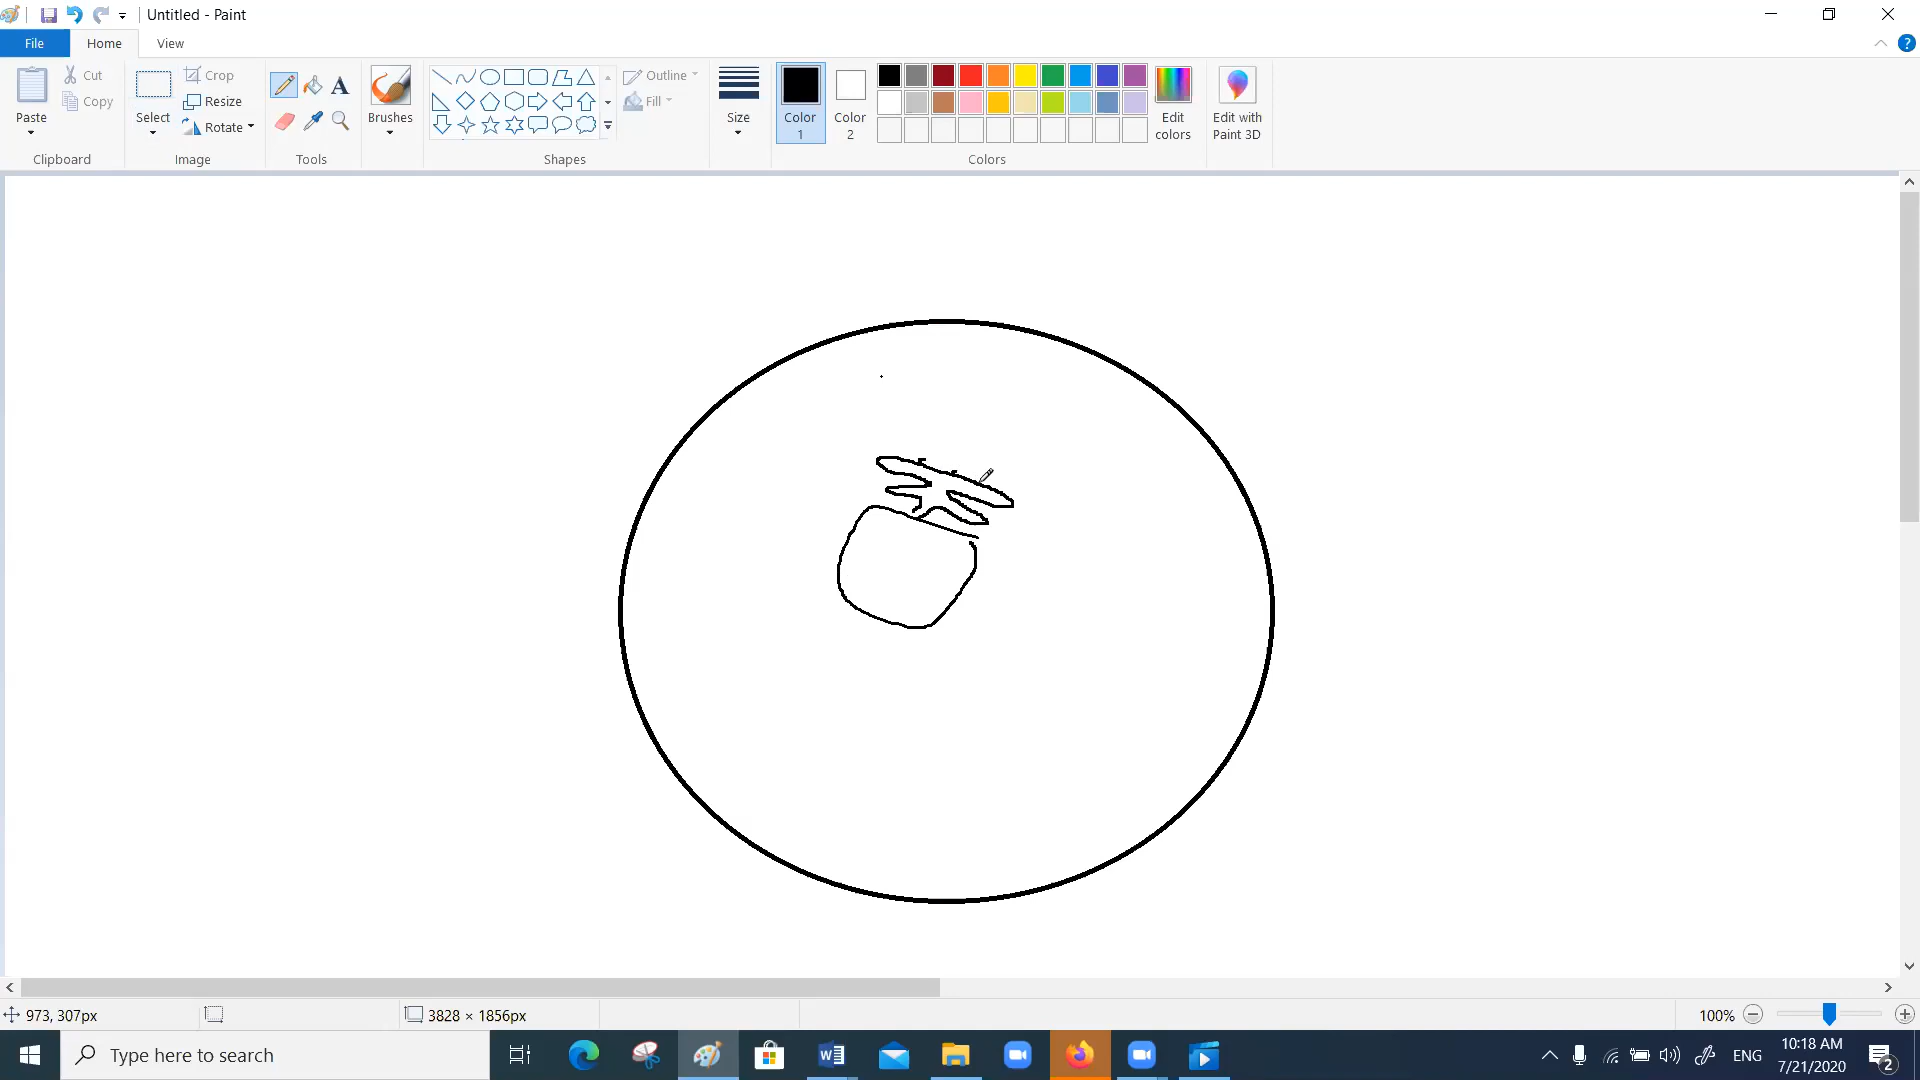 Untitled - Paint
File Home View
Paste
Cut
Copy
Clipboard
Select
Crop
Resize
Rotate
Image
A
Tools
Brushes
Outline
Fill
Shapes
Size
Color 1
Color 2
Edit colors
Colors
Edit with Paint 3D
?
973, 307px
3828 × 1856px
100%
Type here to search
ENG
10:18 AM
7/21/2020
2